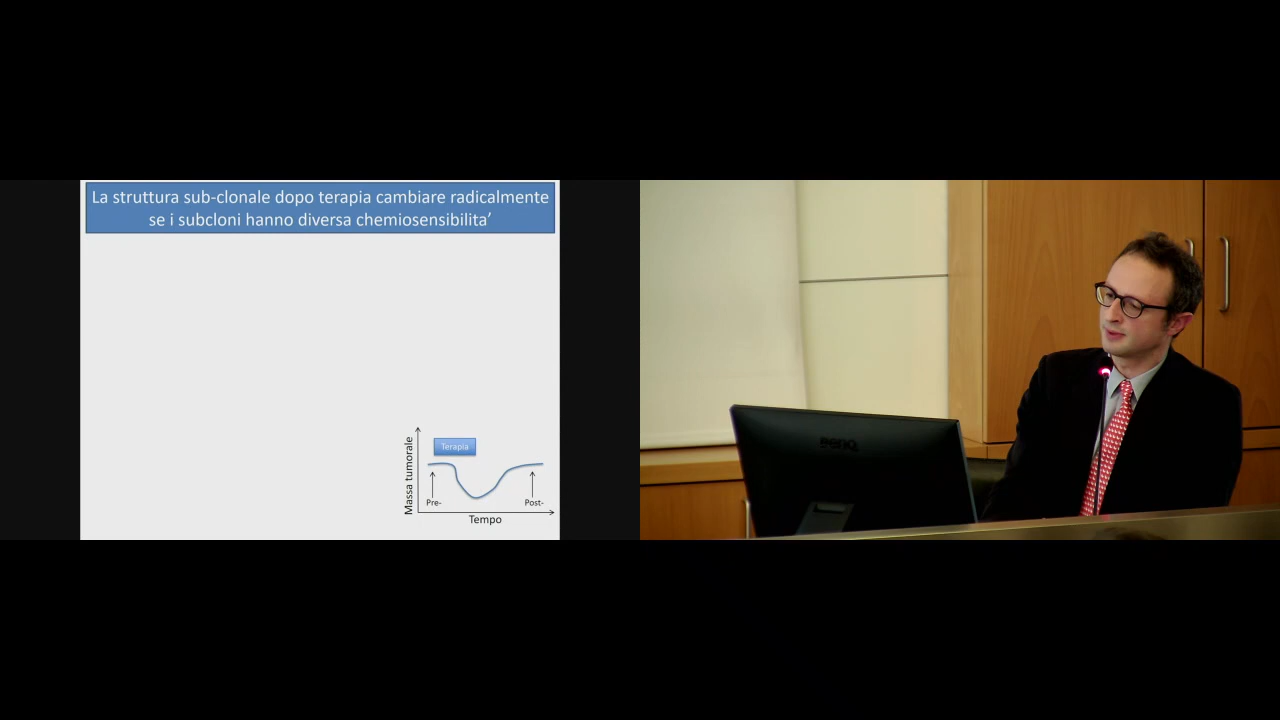 La struttura sub-clonale dopo terapia cambiare radicalmente
se i subcloni hanno diversa chemiosensibilita’
Massa tumorale
Terapia
Pre-
Post-
Tempo
BenQ